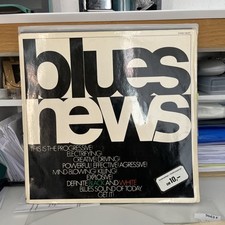 blues
news
THIS IS THE PROGRESSIVE!
ELECTRIFYING!
CREATIVE! DRIVING!
POWERFUL! EFFECTIVE! AGRESSIVE!
MIND-BLOWING! KILLING!
EXPLOSIVE!
DEFINITE BLACK AND WHITE
BLUES SOUND OF TODAY.
GET IT!
10,-